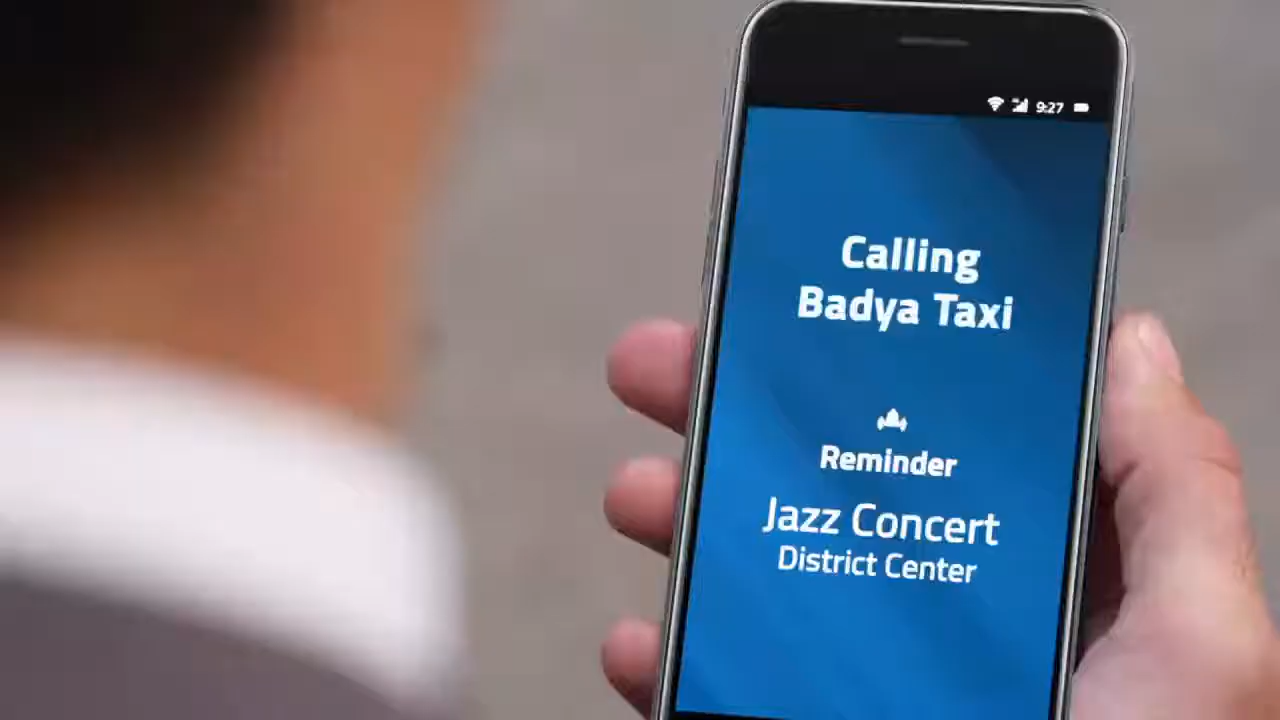 9:27
Calling
Badya Taxi
Reminder
Jazz Concert
District Center